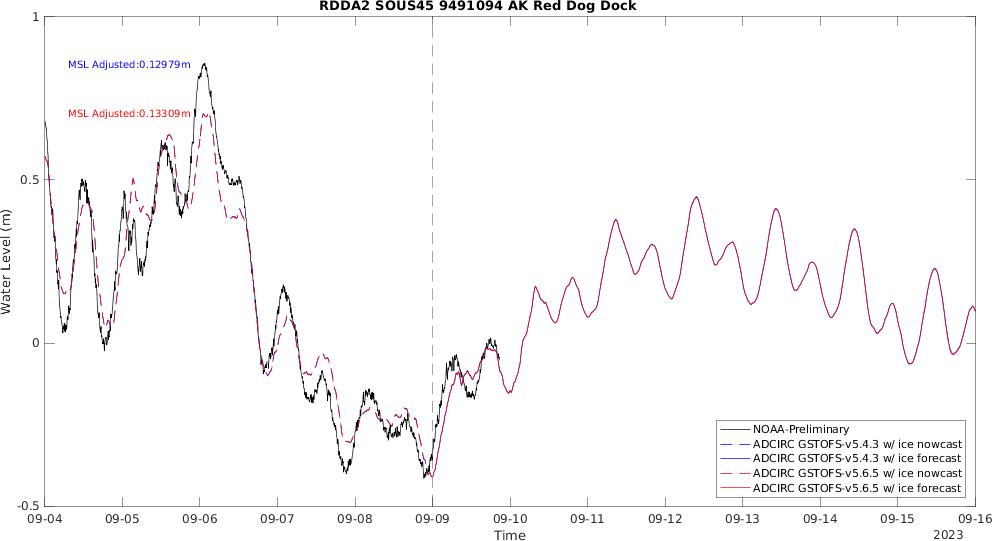 RDDA2 SOUS45 9491094 AK Red Dog Dock
1
MSL Adjusted:0.12979m
MSL Adjusted:0.13309m
0.5
Water Level (m)
0
NOAA-Preliminary
ADCIRC GSTOFS-v5.4.3 w/ ice nowcast
ADCIRC GSTOFS-v5.4.3 w/ ice forecast
ADCIRC GSTOFS-v5.6.5 w/ ice nowcast
ADCIRC GSTOFS-v5.6.5 w/ ice forecast
-0.5
09-04 09-05 09-06 09-07 09-08 09-09 09-10 09-11 09-12 09-13 09-14 09-15 09-16
Time
2023